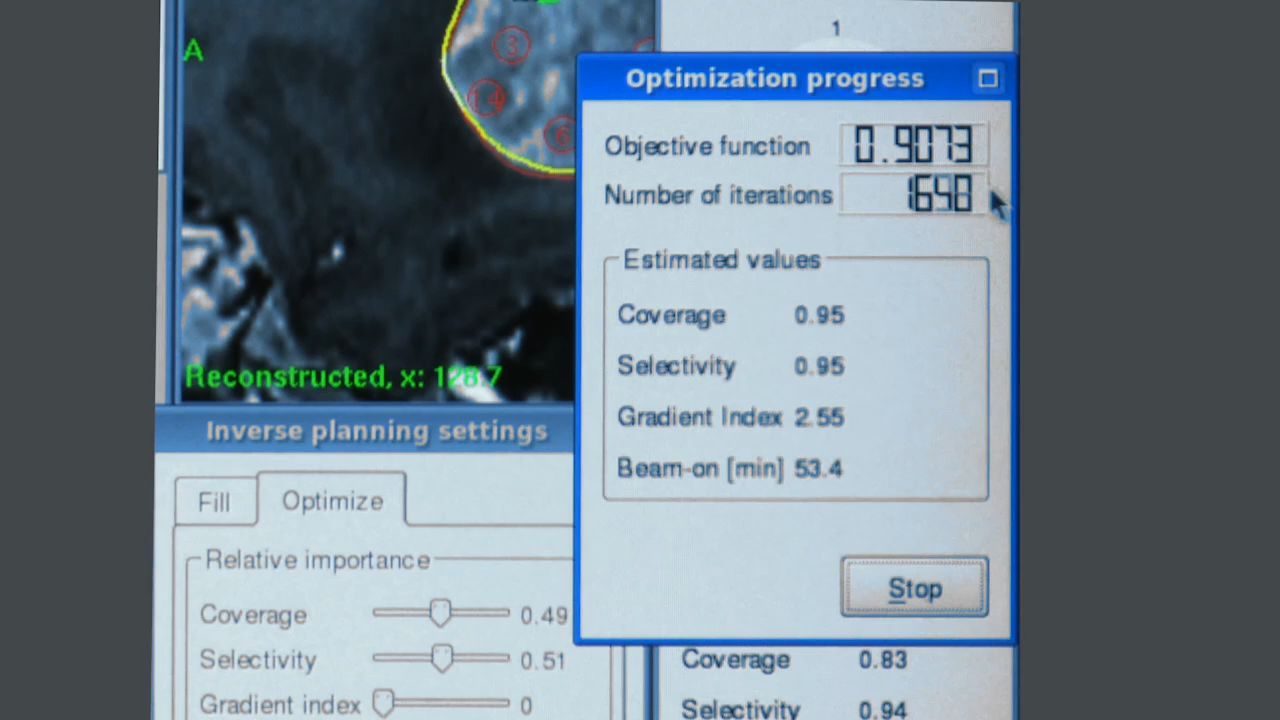 1
A
3
14
6
Optimization progress
Objective function 0.9073
Number of iterations
Estimated values
Coverage 0.95
Selectivity 0.95
Gradient Index 2.55
Beam-on [min] 53.4
Stop
Reconstructed, x: 128.7
Inverse planning settings
Fill Optimize
Relative importance
Coverage 0.49
Selectivity 0.51
Gradient index 0
Coverage 0.83
Selectivity 0.94